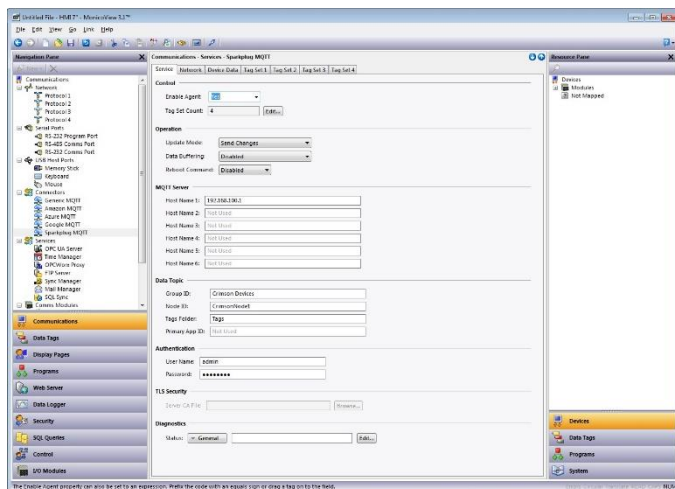 Untitled File - HMI 7" - MonicoView 3.1™
File Edit View Go Link Help
Navigation Pane
Communications
Network
Protocol 1
Protocol 2
Protocol 3
Protocol 4
Serial Ports
RS-232 Program Port
RS-485 Comms Port
RS-232 Comms Port
USB Host Ports
Memory Stick
Keyboard
Mouse
Connectors
Generic MQTT
Amazon MQTT
Azure MQTT
Google MQTT
Sparkplug MQTT
Services
OPC UA Server
Time Manager
OPCWorx Proxy
FTP Server
Sync Manager
Mail Manager
SQL Sync
Comms Modules
Communications
Data Tags
Display Pages
Programs
Web Server
Data Logger
Security
SQL Queries
Control
I/O Modules
Communications - Services - Sparkplug MQTT
Service Network Device Data Tag Set 1 Tag Set 2 Tag Set 3 Tag Set 4
Control
Enable Agent: Yes
Tag Set Count: 4 Edit...
Operation
Update Mode: Send Changes
Data Buffering: Disabled
Reboot Command: Disabled
MQTT Server
Host Name 1: 192.168.100.1
Host Name 2: Not Used
Host Name 3: Not Used
Host Name 4: Not Used
Host Name 5: Not Used
Host Name 6: Not Used
Data Topic
Group ID: Crimson Devices
Node ID:
Tags Folder: Tags
Primary App ID: Not Used
Authentication
User Name: admin
Password: ••••••••
TLS Security
Server CA File: Browse...
Diagnostics
Status: General Edit...
Resource Pane
Devices
Modules
Not Mapped
Devices
Data Tags
Programs
System
The Enable Agent property can also be set to an expression. Prefix the code with an equals sign or drag a tag on to the field.
NUM